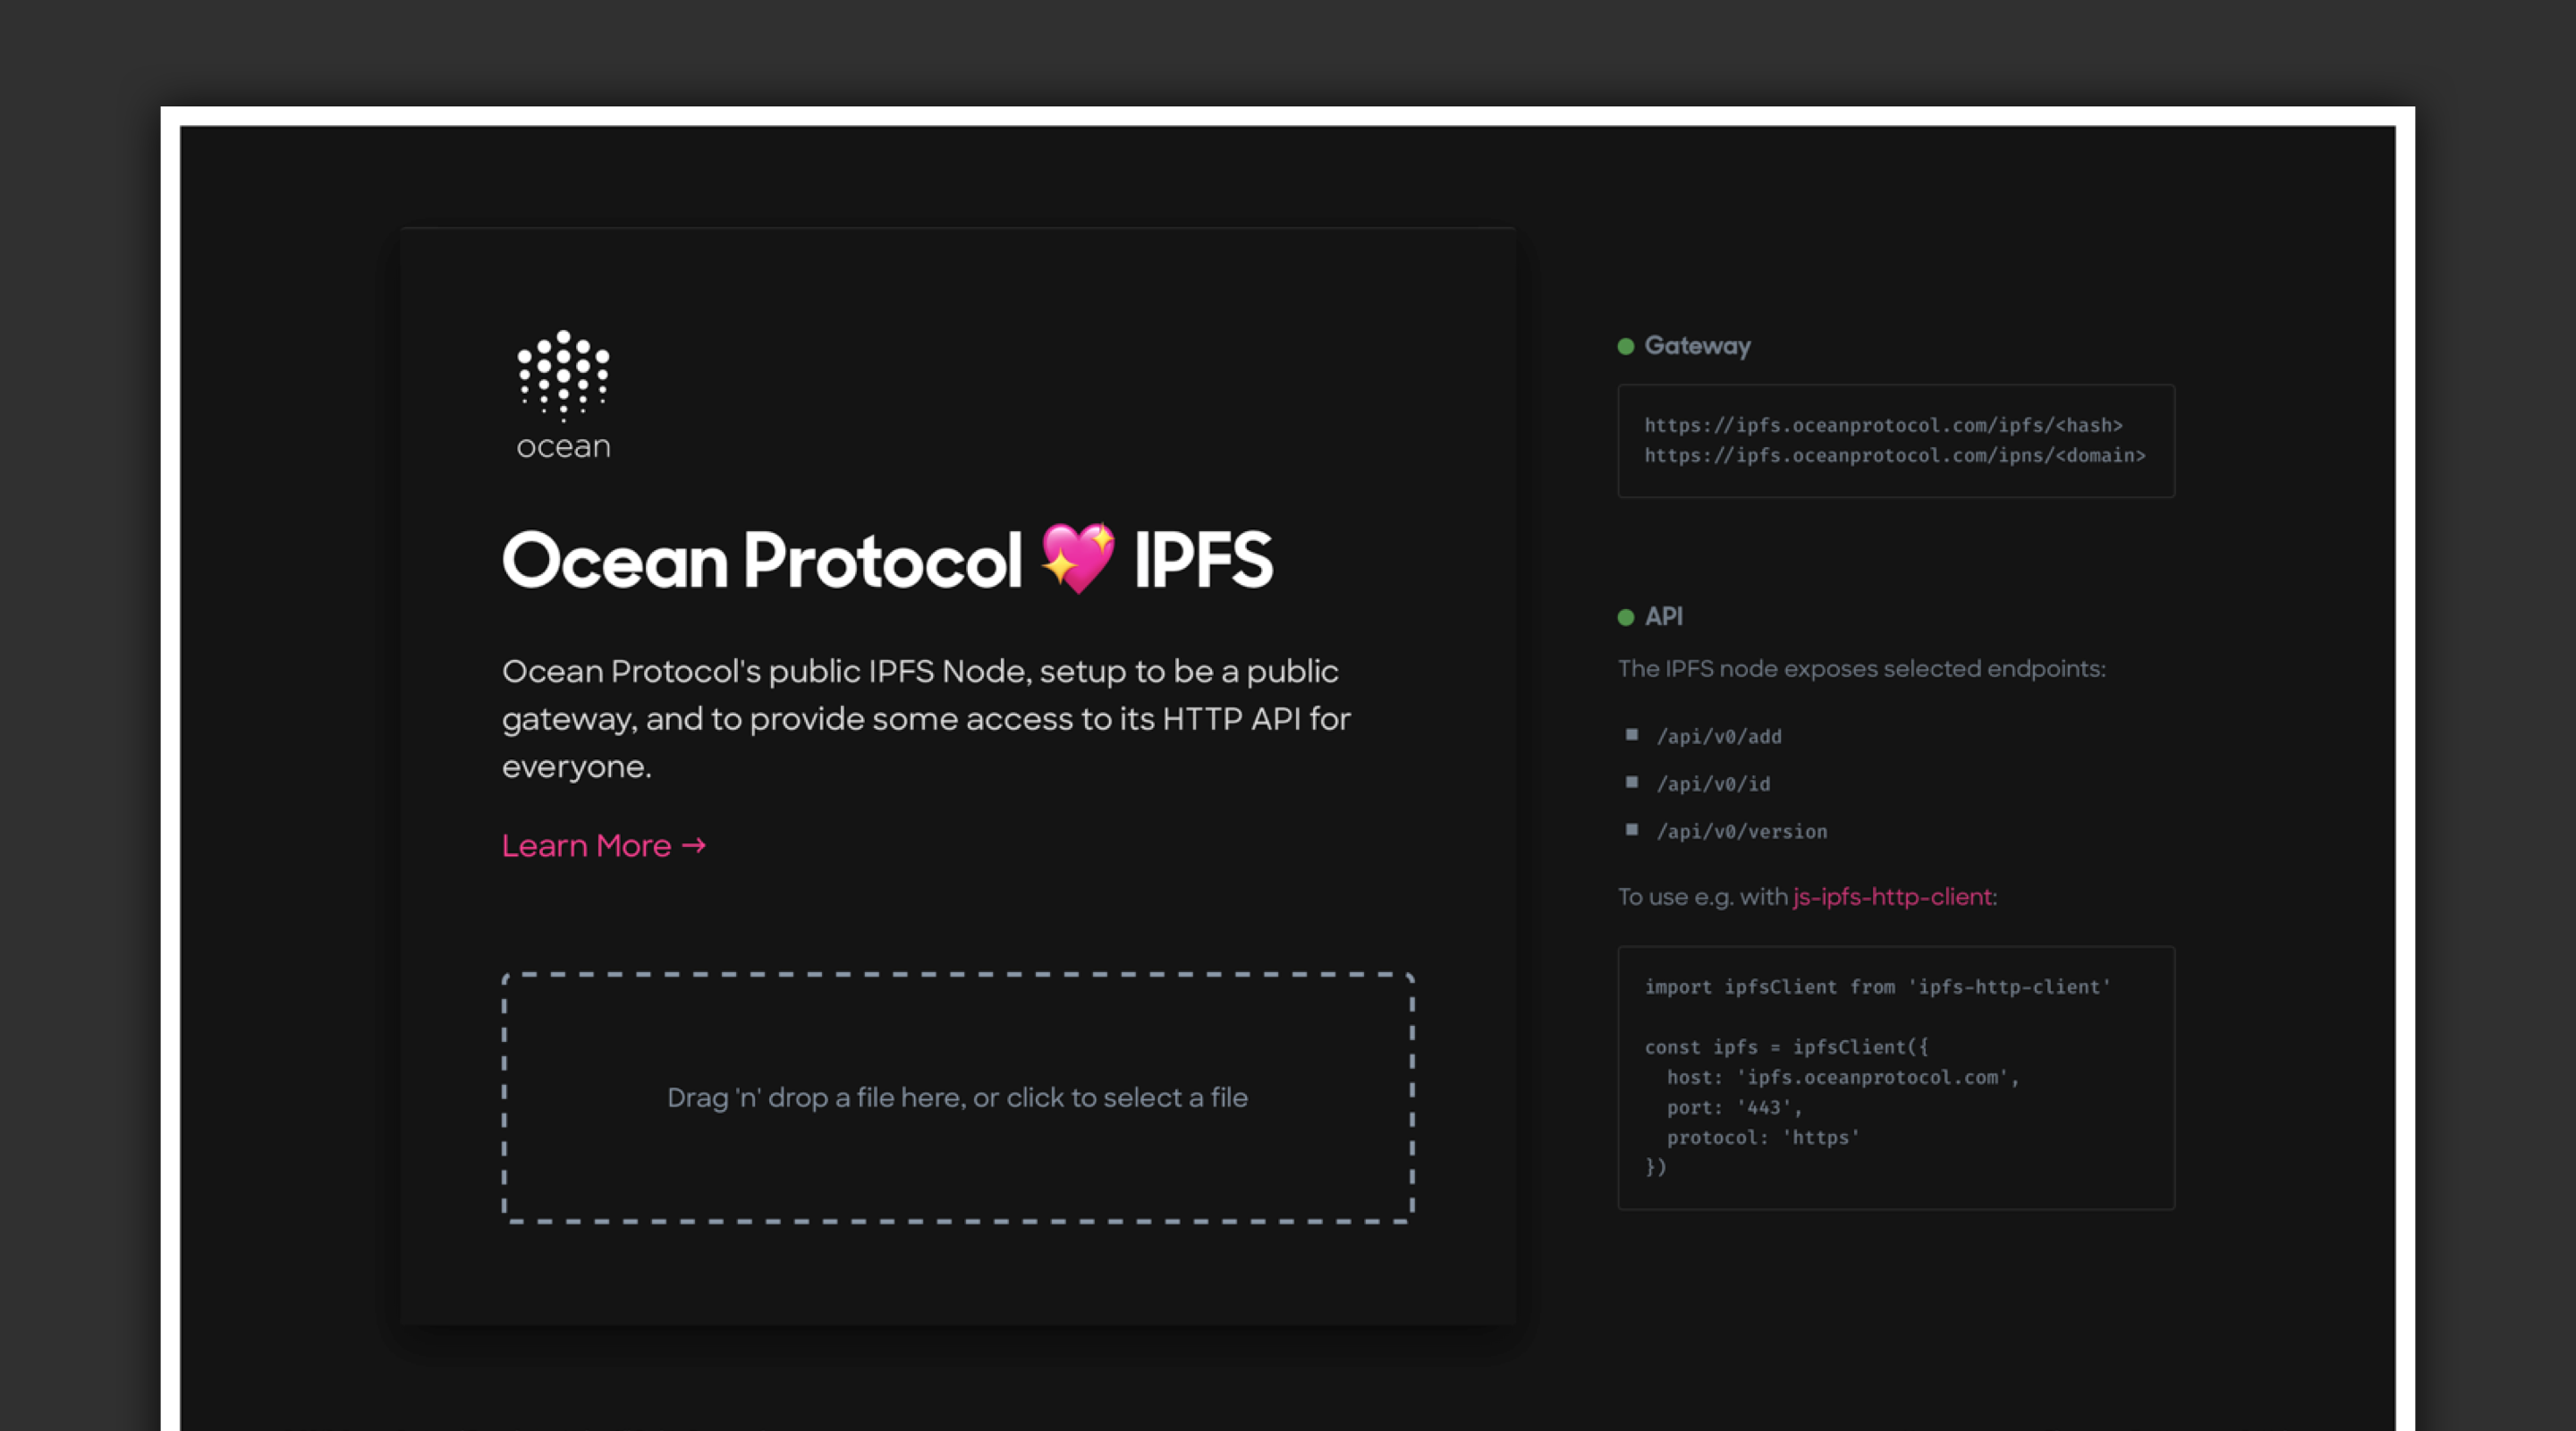 ocean
Ocean Protocol 💖 IPFS
Ocean Protocol's public IPFS Node, setup to be a public
gateway, and to provide some access to its HTTP API for
everyone.
Learn More →
Drag 'n' drop a file here, or click to select a file
Gateway
https://ipfs.oceanprotocol.com/ipfs/<hash>
https://ipfs.oceanprotocol.com/ipns/<domain>
API
The IPFS node exposes selected endpoints:
/api/v0/add
/api/v0/id
/api/v0/version
To use e.g. with js-ipfs-http-client:
import ipfsClient from 'ipfs-http-client'
const ipfs = ipfsClient({
  host: 'ipfs.oceanprotocol.com',
  port: '443',
  protocol: 'https'
})